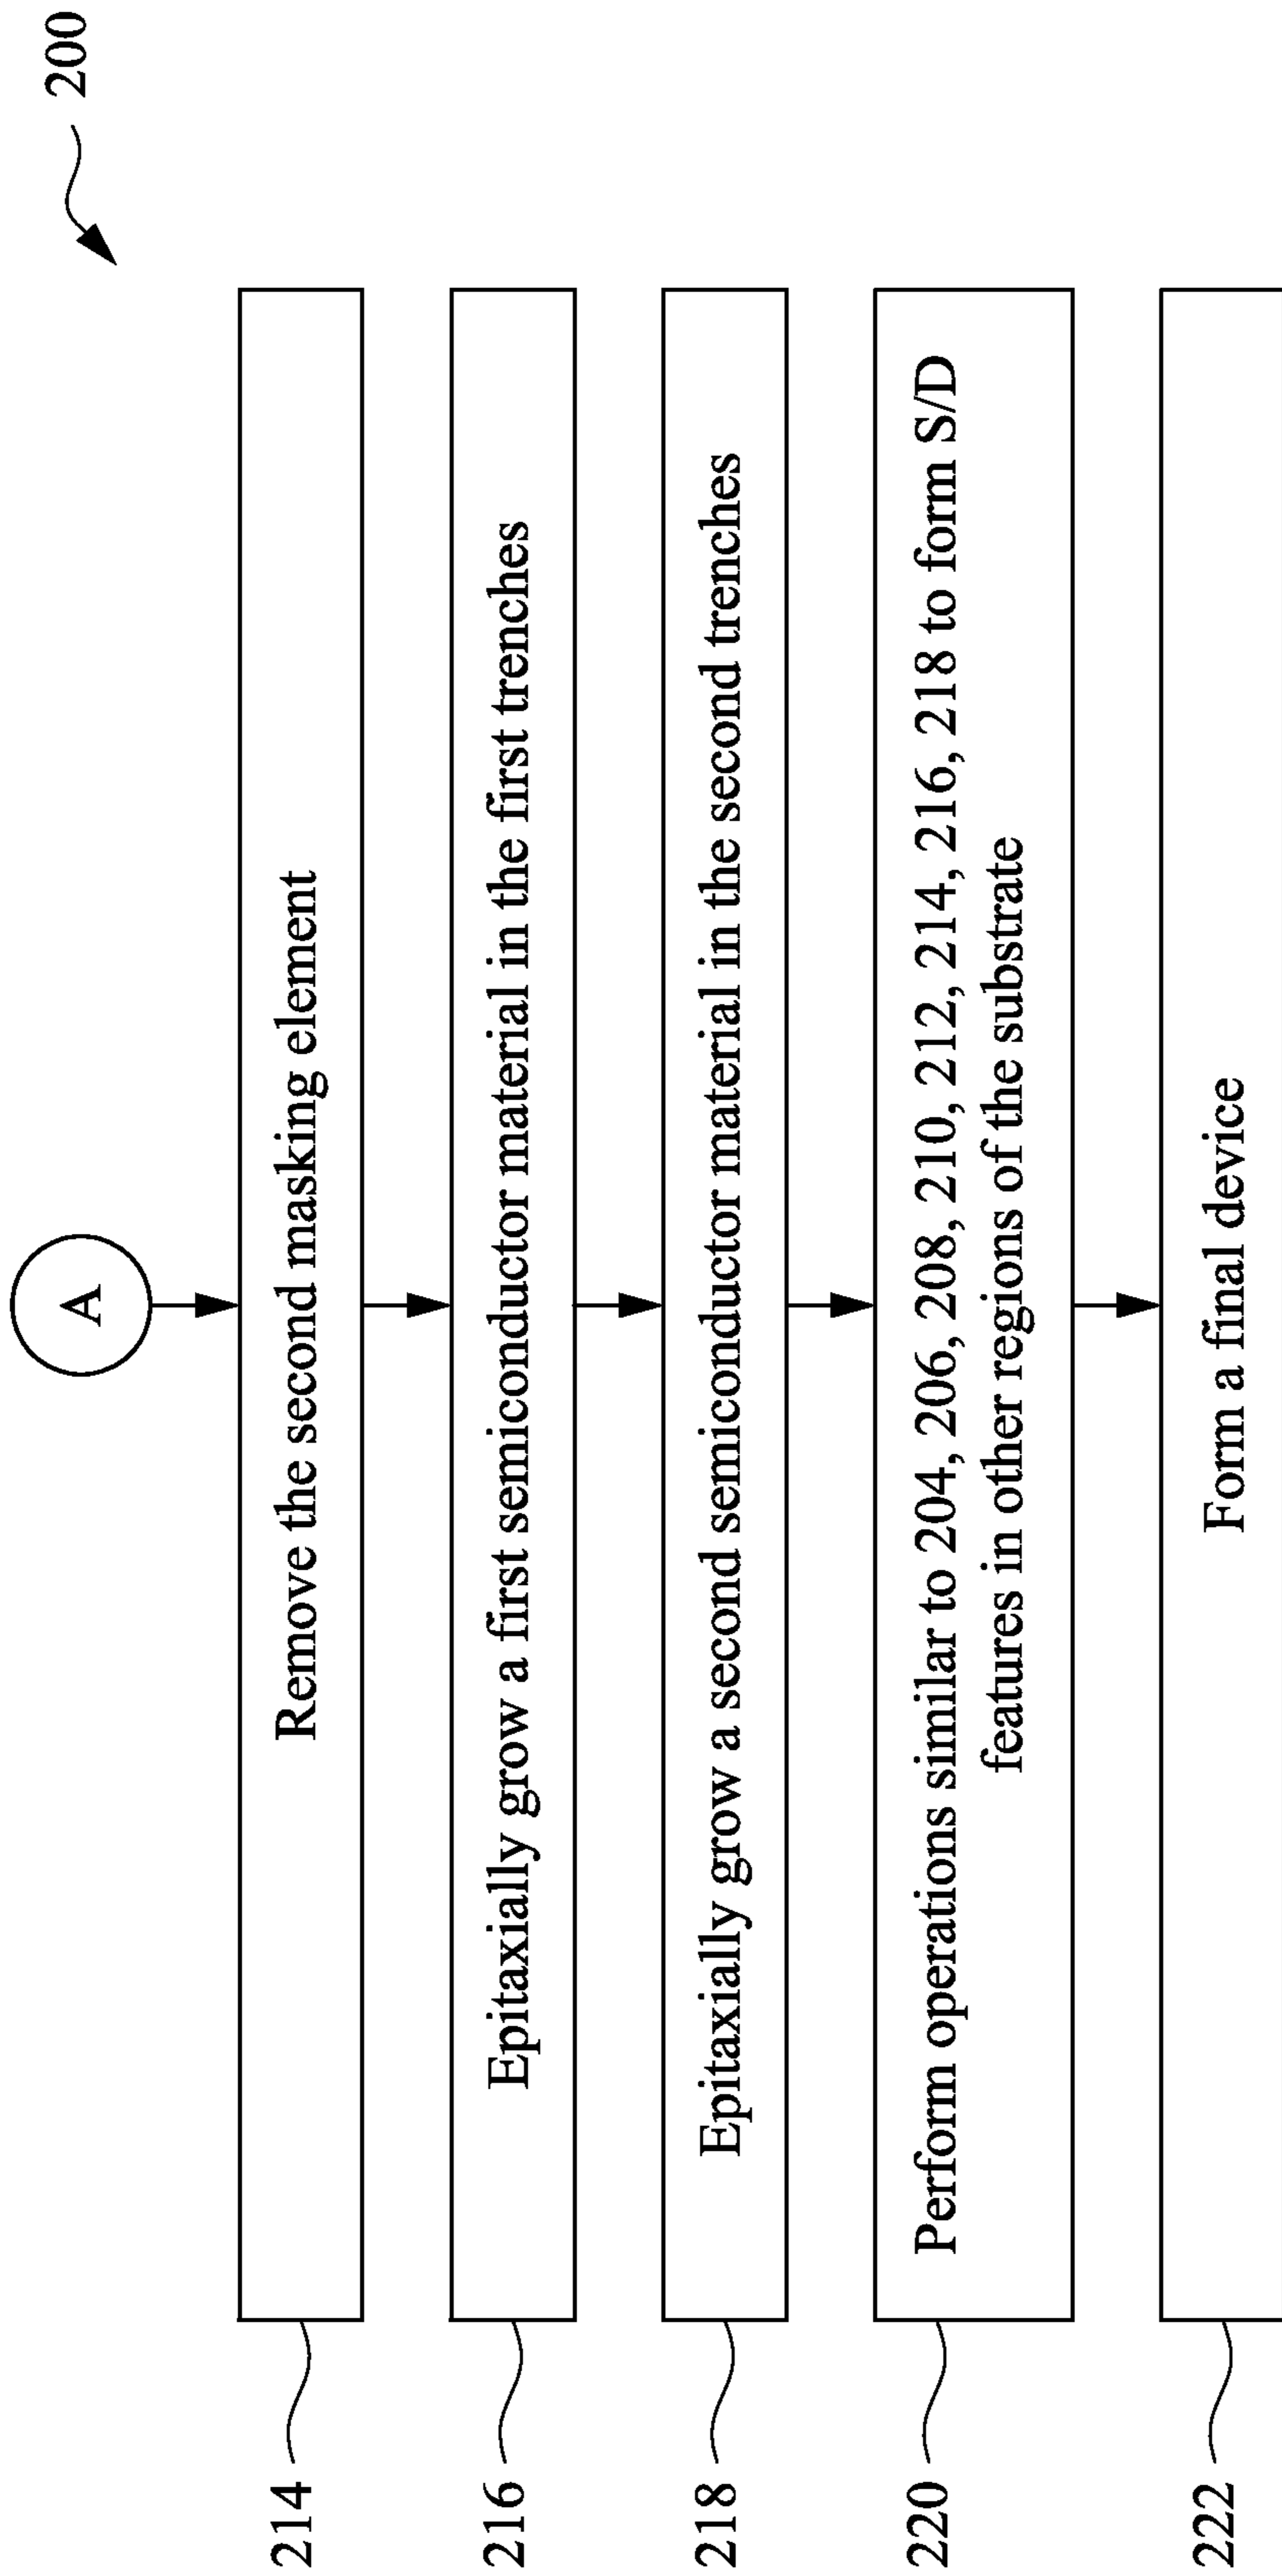 200
A
214
Remove the second masking element
216
Epitaxially grow a first semiconductor material in the first trenches
218
Epitaxially grow a second semiconductor material in the second trenches
220
Perform operations similar to 204, 206, 208, 210, 212, 214, 216, 218 to form S/D
features in other regions of the substrate
222
Form a final device